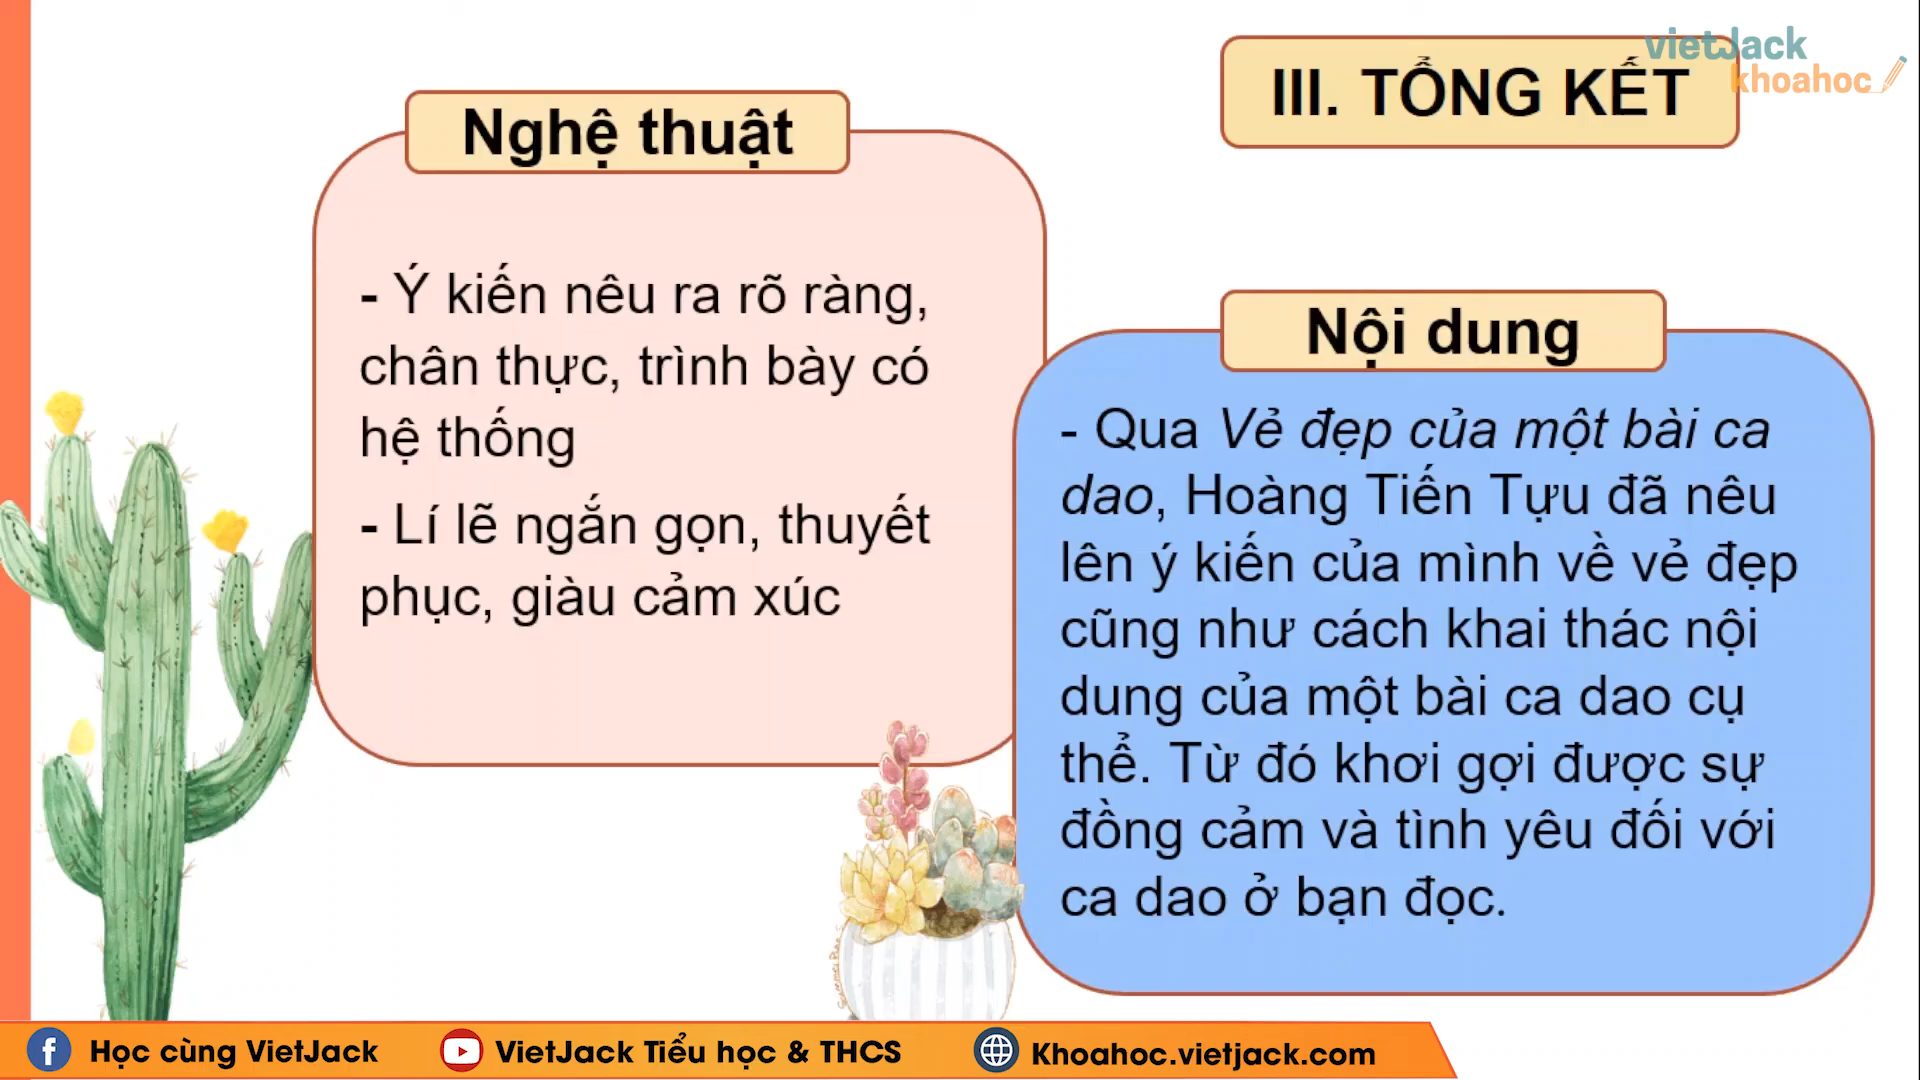 vietJack
khoahoc
III. TỔNG KẾT
Nghệ thuật
- Ý kiến nêu ra rõ ràng,
chân thực, trình bày có
hệ thống
- Lí lẽ ngắn gọn, thuyết
phục, giàu cảm xúc
Nội dung
- Qua Vẻ đẹp của một bài ca
dao, Hoàng Tiến Tựu đã nêu
lên ý kiến của mình về vẻ đẹp
cũng như cách khai thác nội
dung của một bài ca dao cụ
thể. Từ đó khơi gợi được sự
đồng cảm và tình yêu đối với
ca dao ở bạn đọc.
Học cùng VietJack
VietJack Tiểu học & THCS
Khoahoc.vietjack.com